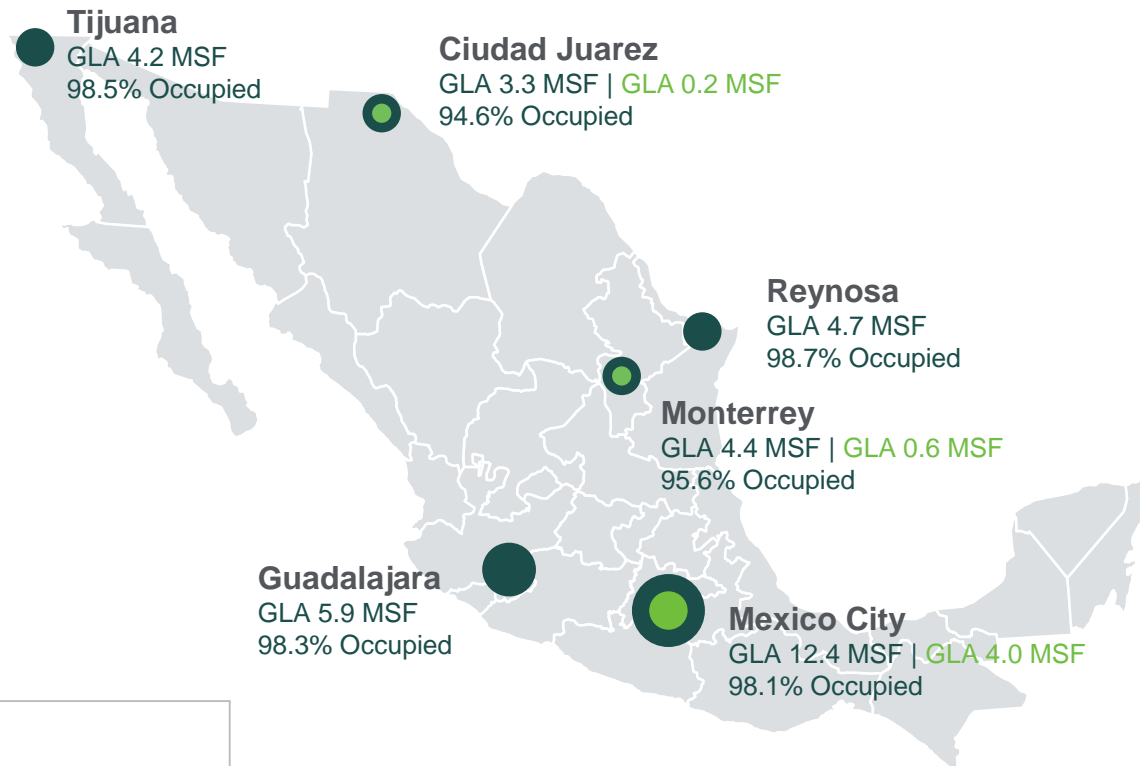 Tijuana
GLA 4.2 MSF
98.5% Occupied
Ciudad Juarez
GLA 3.3 MSF | GLA 0.2 MSF
94.6% Occupied
Reynosa
GLA 4.7 MSF
98.7% Occupied
Monterrey
GLA 4.4 MSF | GLA 0.6 MSF
95.6% Occupied
Guadalajara
GLA 5.9 MSF
98.3% Occupied
Mexico City
GLA 12.4 MSF | GLA 4.0 MSF
98.1% Occupied